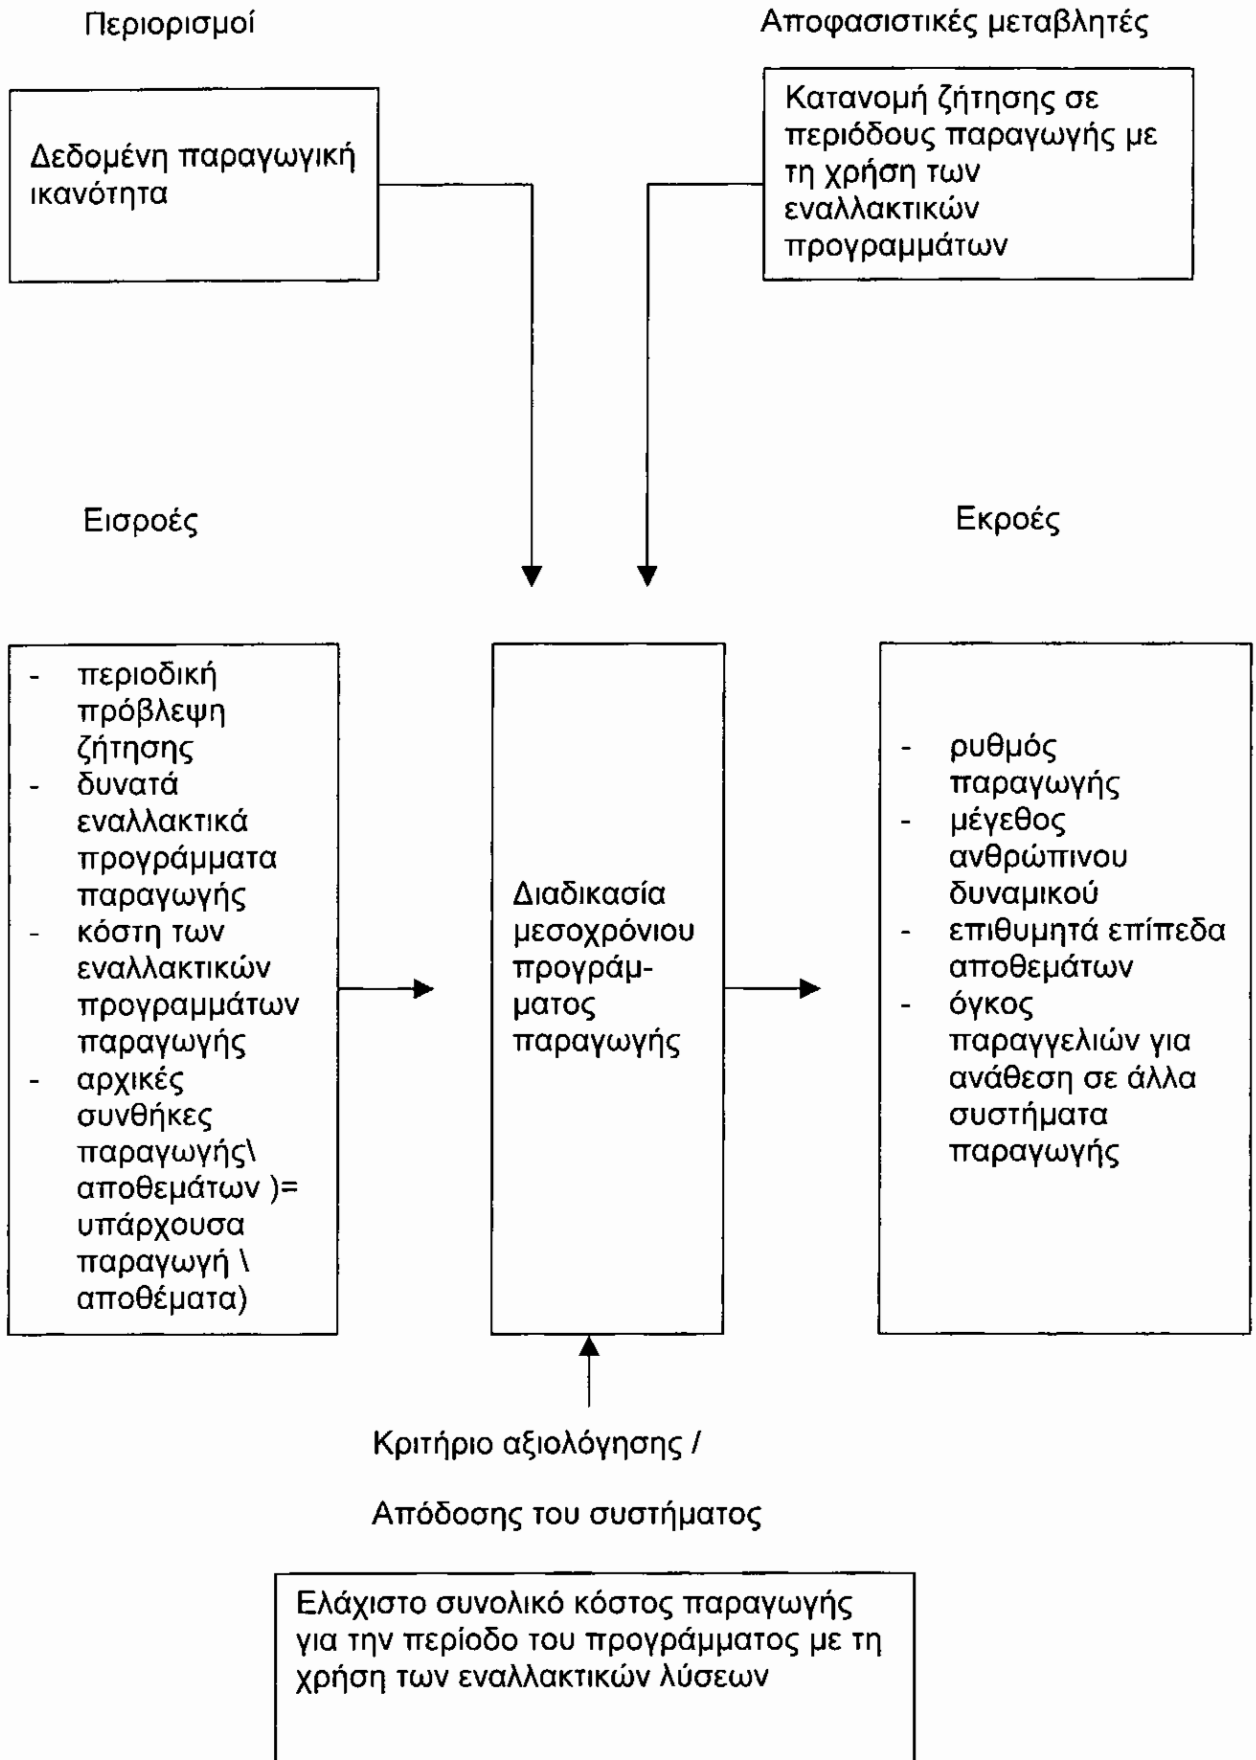 Περιορισμοί
Αποφασιστικές μεταβλητές
Δεδομένη παραγωγική
ικανότητα
Κατανομή ζήτησης σε
περιόδους παραγωγής με
τη χρήση των
εναλλακτικών
προγραμμάτων
Εισροές
Εκροές
- περιοδική
πρόβλεψη
ζήτησης
- δυνατά
εναλλακτικά
προγράμματα
παραγωγής
- κόστη των
εναλλακτικών
προγραμμάτων
παραγωγής
- αρχικές
συνθήκες
παραγωγής\
αποθεμάτων )=
υπάρχουσα
παραγωγή \
αποθέματα)
Διαδικασία
μεσοχρόνιου
προγράμ-
ματος
παραγωγής
- ρυθμός
παραγωγής
- μέγεθος
ανθρώπινου
δυναμικού
- επιθυμητά επίπεδα
αποθεμάτων
- όγκος
παραγγελιών για
ανάθεση σε άλλα
συστήματα
παραγωγής
Κριτήριο αξιολόγησης /
Απόδοσης του συστήματος
Ελάχιστο συνολικό κόστος παραγωγής
για την περίοδο του προγράμματος με τη
χρήση των εναλλακτικών λύσεων